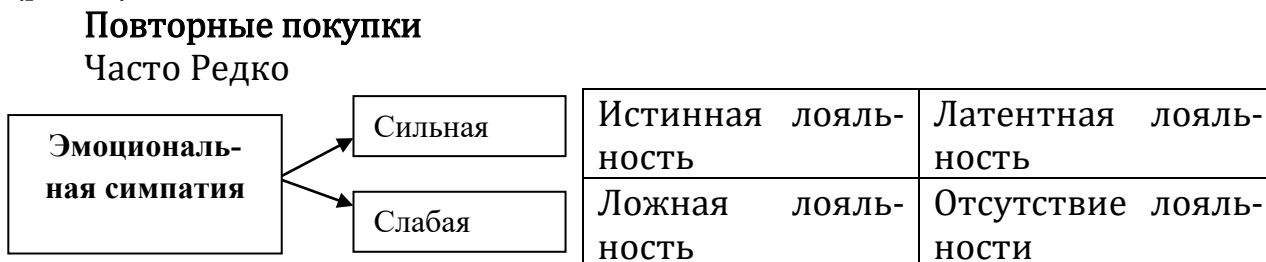 Повторные покупки
Часто Редко
Эмоциональ-
ная симпатия
Сильная
Слабая
Истинная лояль-
ность
Латентная лояль-
ность
Ложная лояль-
ность
Отсутствие лояль-
ности